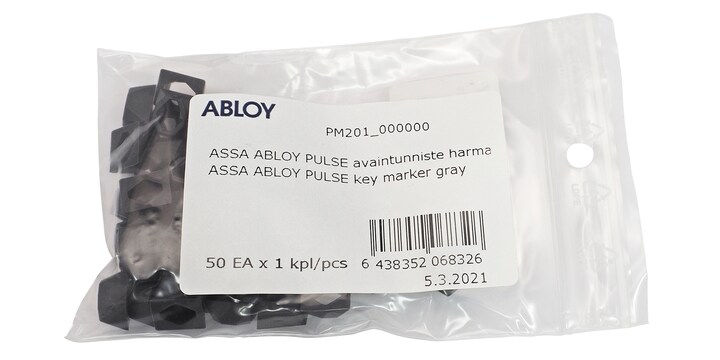 ABLOY
PM201_000000
ASSA ABLOY PULSE avaintunniste harma
ASSA ABLOY PULSE key marker gray
50 EA x 1 kpl/pcs
6 438352 068326
5.3.2021